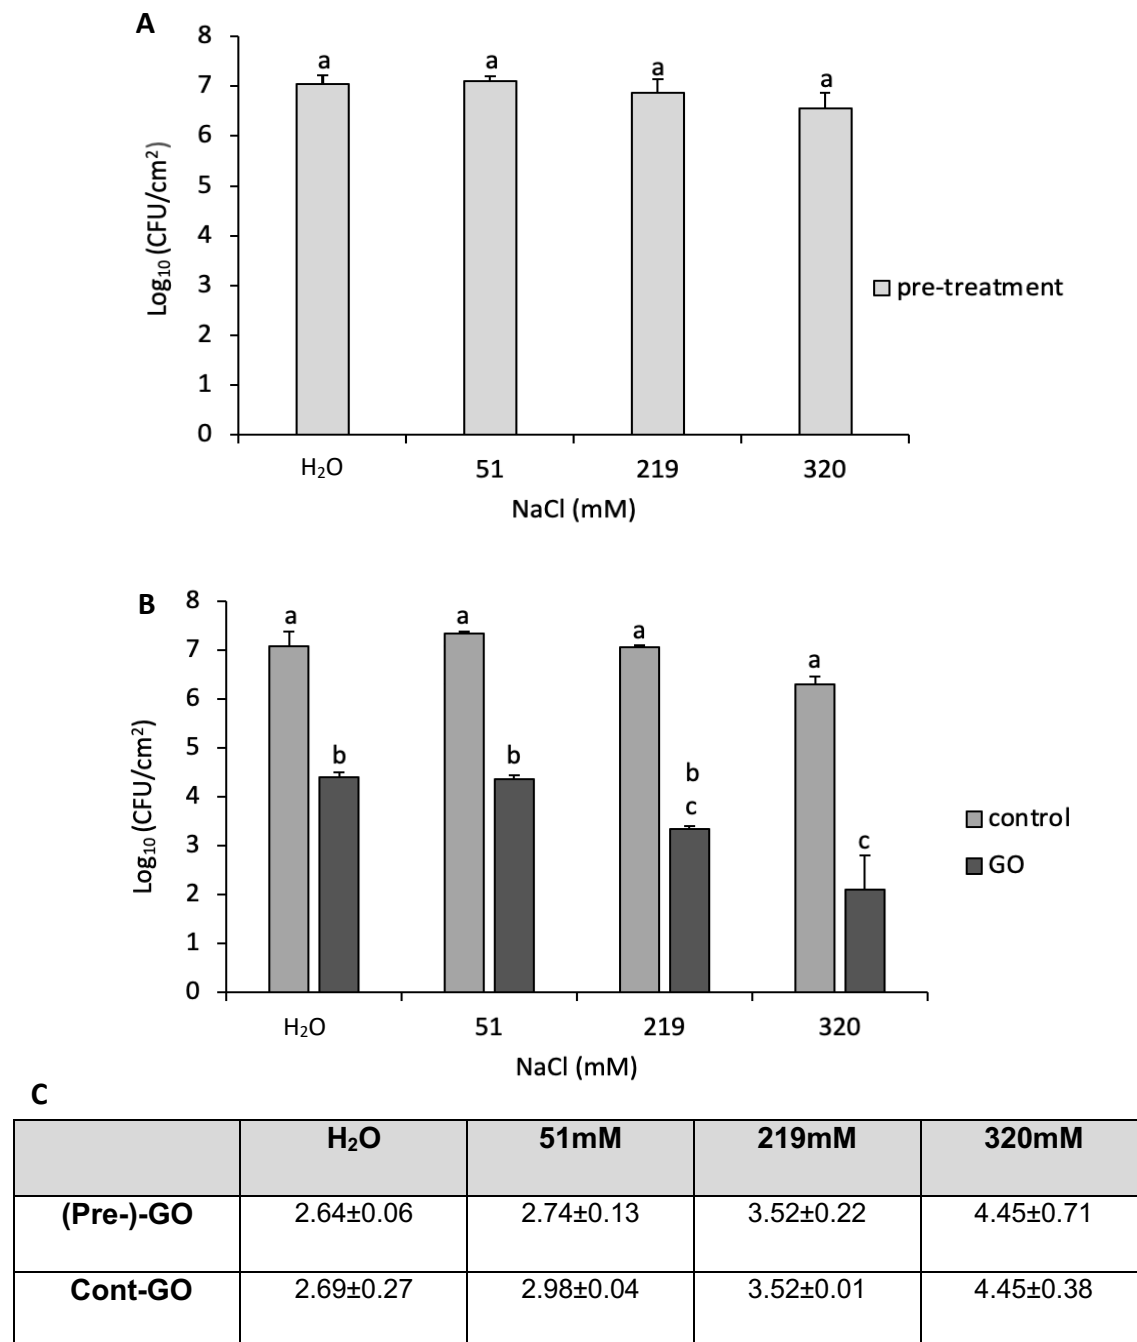 A
8
7
6
5
4
3
2
1
0
Log₁₀ (CFU/cm²)
a a a a
pre-treatment
H₂O 51 219 320
NaCl (mM)
B
8
7
6
5
4
3
2
1
0
Log₁₀ (CFU/cm²)
a b a b a b c a c
control
GO
H₂O 51 219 320
NaCl (mM)
C
H₂O 51mM 219mM 320mM
(Pre-)-GO 2.64±0.06 2.74±0.13 3.52±0.22 4.45±0.71
Cont-GO 2.69±0.27 2.98±0.04 3.52±0.01 4.45±0.38